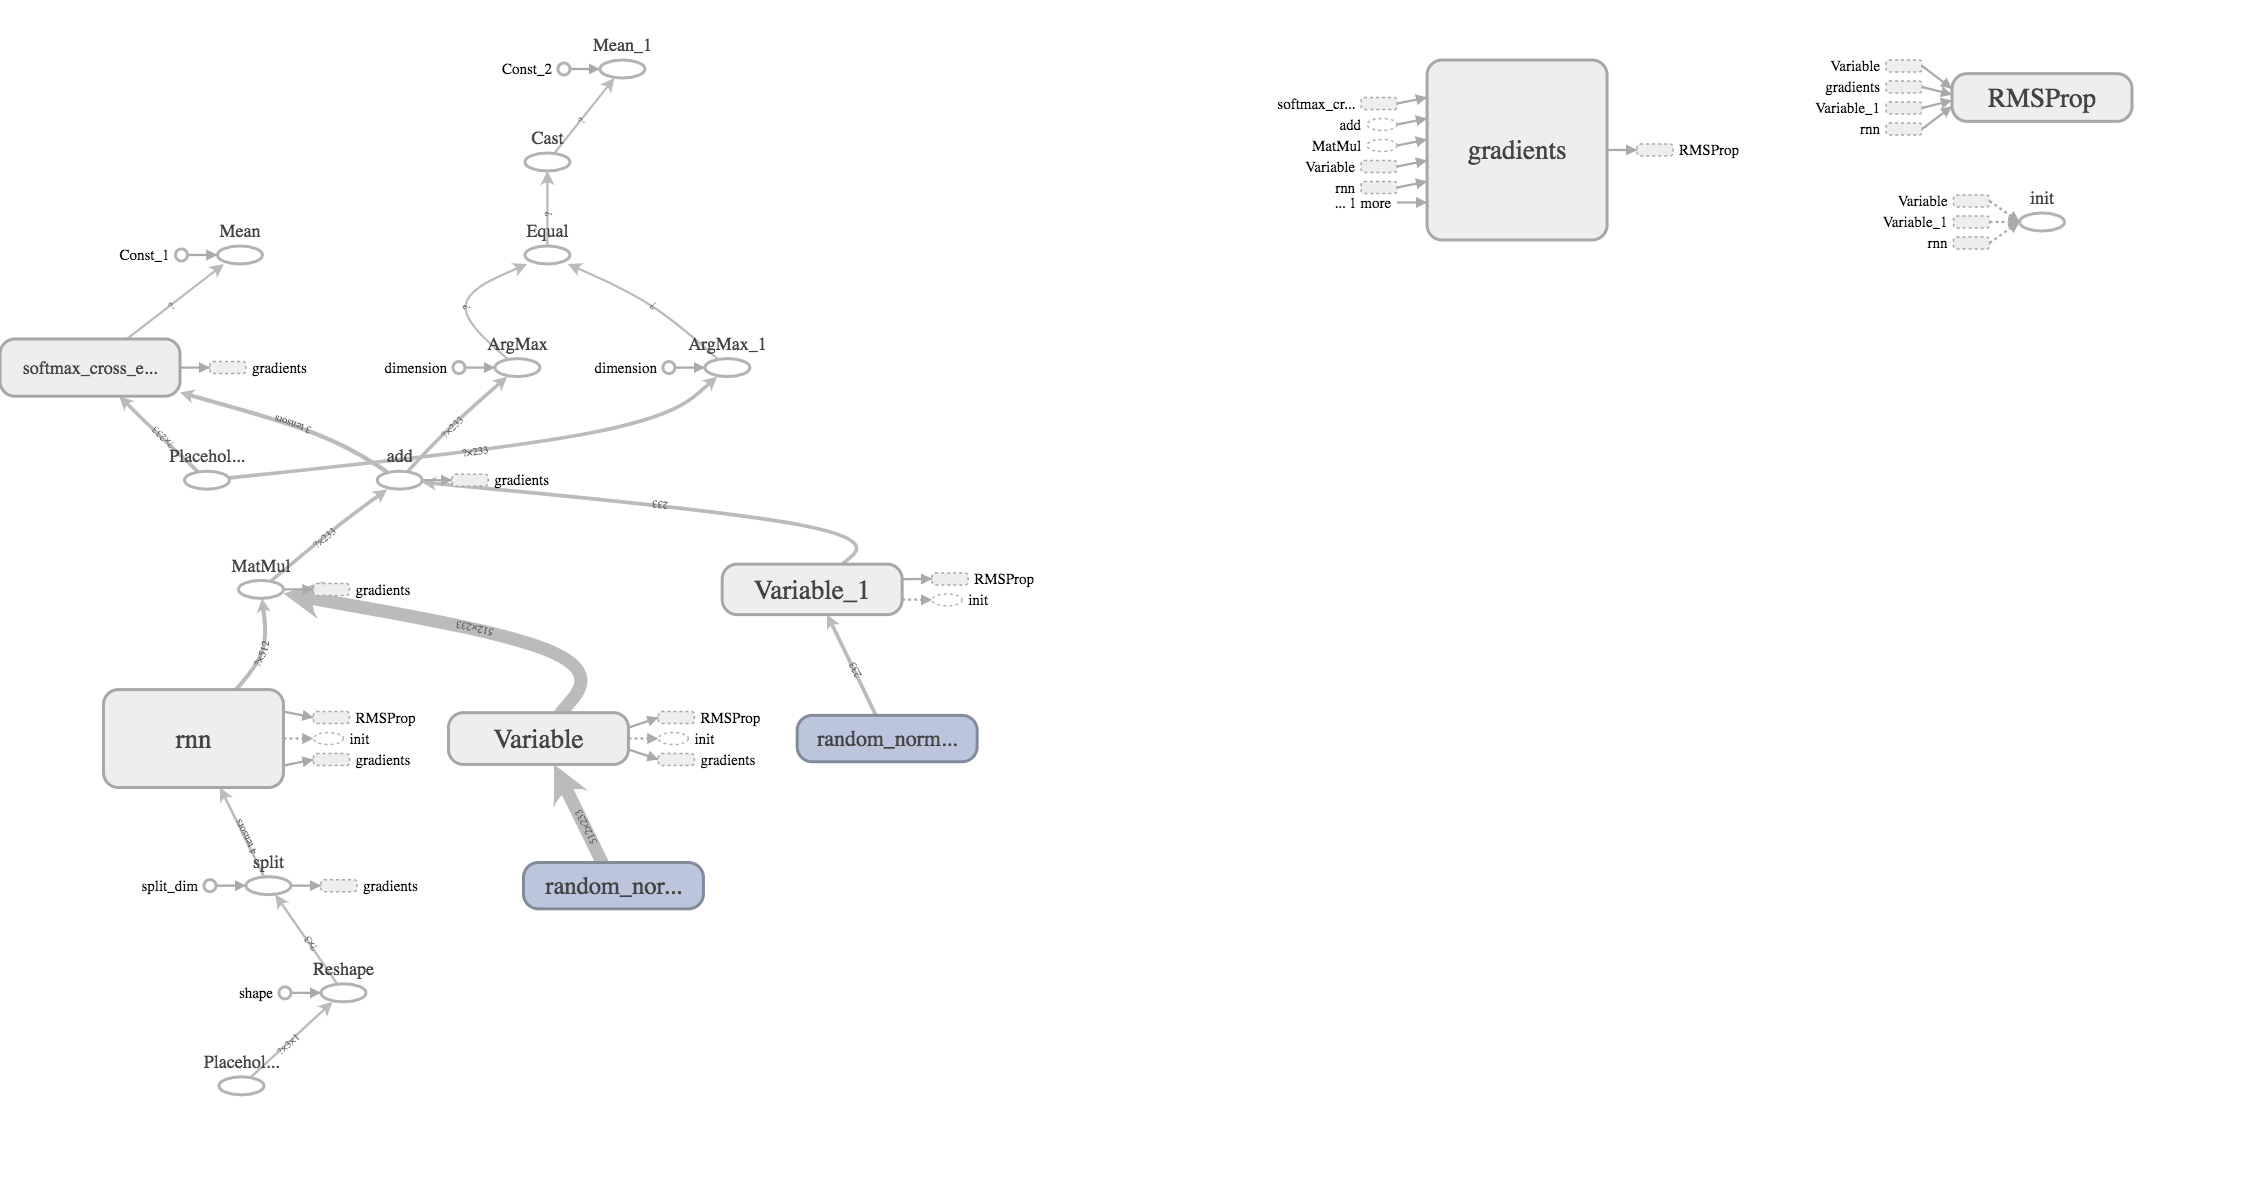 Mean_1
Const_2
?
Cast
?
Equal
Mean
Const_1
?
?
?
ArgMax
ArgMax_1
softmax_cross_e...
gradients
dimension
dimension
3 tensors
?x233
?x233
?x233
Placehol...
add
gradients
233
?x233
MatMul
gradients
Variable_1
RMSProp
init
512x233
?x512
233
rnn
RMSProp
init
gradients
Variable
RMSProp
init
gradients
random_norm...
4 tensors
512x233
split
split_dim
gradients
random_nor...
?x3
Reshape
shape
?x3x1
Placehol...
softmax_cr...
add
MatMul
Variable
rnn
... 1 more
gradients
RMSProp
Variable
gradients
Variable_1
rnn
RMSProp
Variable
Variable_1
rnn
init